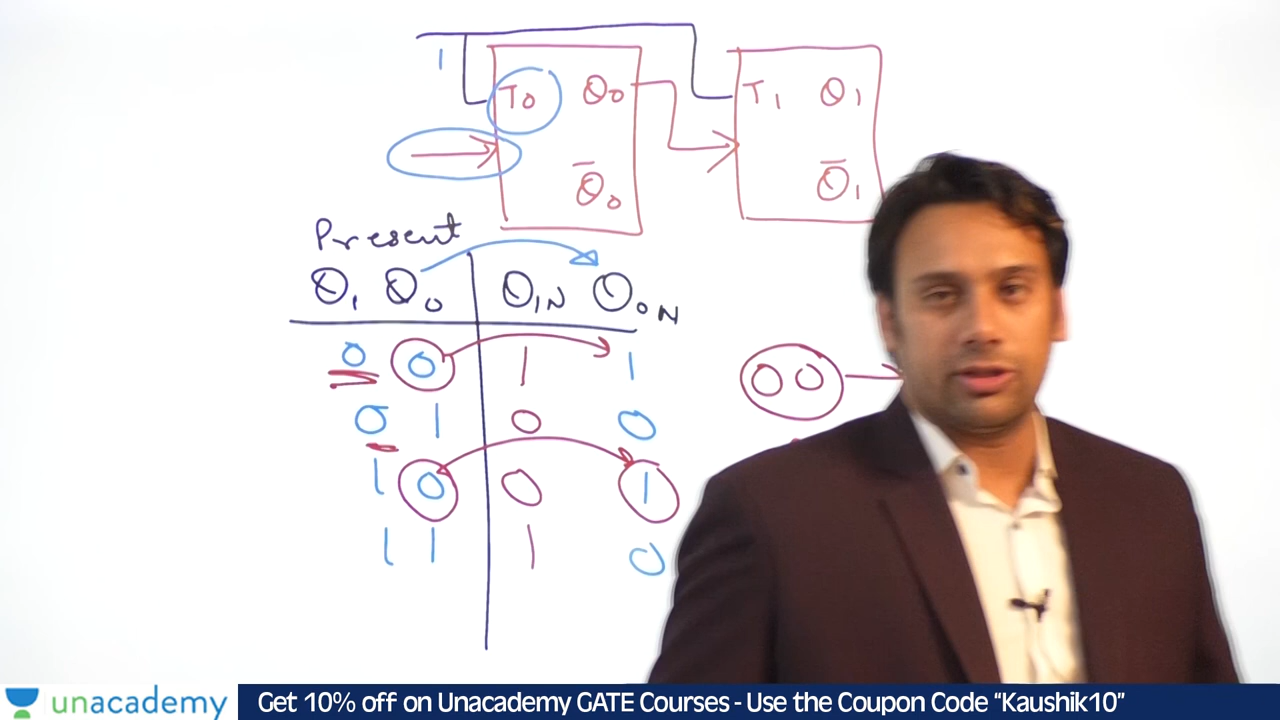 1
T0 Q0 T1 Q1
Q̅0 Q̅1
Present
Q1 Q0 Q1N Q0N
0 0 1 1
0 0
0 1 0 0
1 0 0 1
1 1 1 0
unacademy
Get 10% off on Unacademy GATE Courses - Use the Coupon Code “Kaushik10”